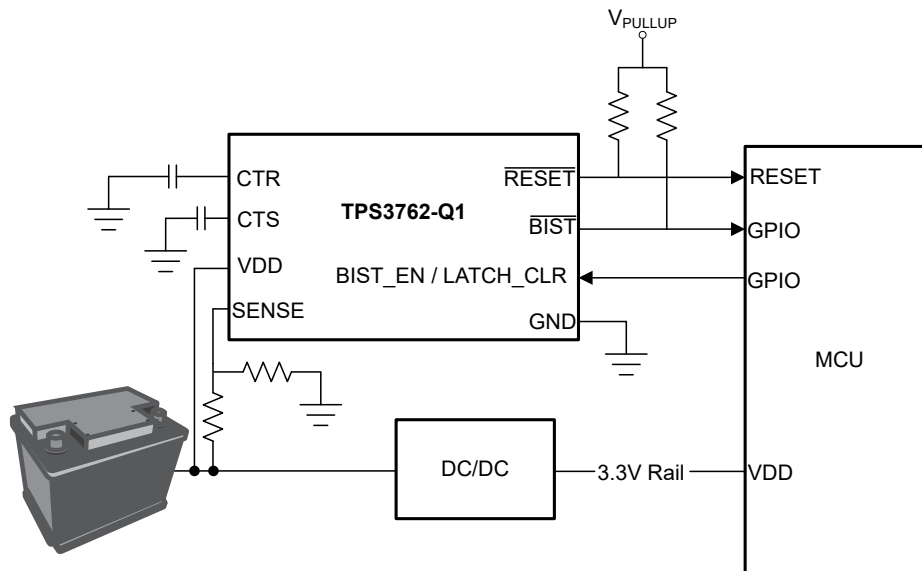 VPULLUP
CTR
CTS
VDD
SENSE
TPS3762-Q1
RESET
BIST
BIST_EN / LATCH_CLR
GND
RESET
GPIO
GPIO
MCU
VDD
DC/DC
3.3V Rail